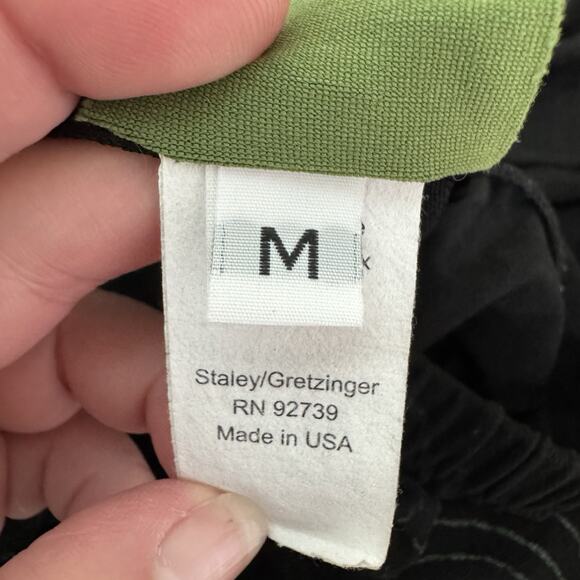 M
Staley/Gretzinger
RN 92739
Made in USA